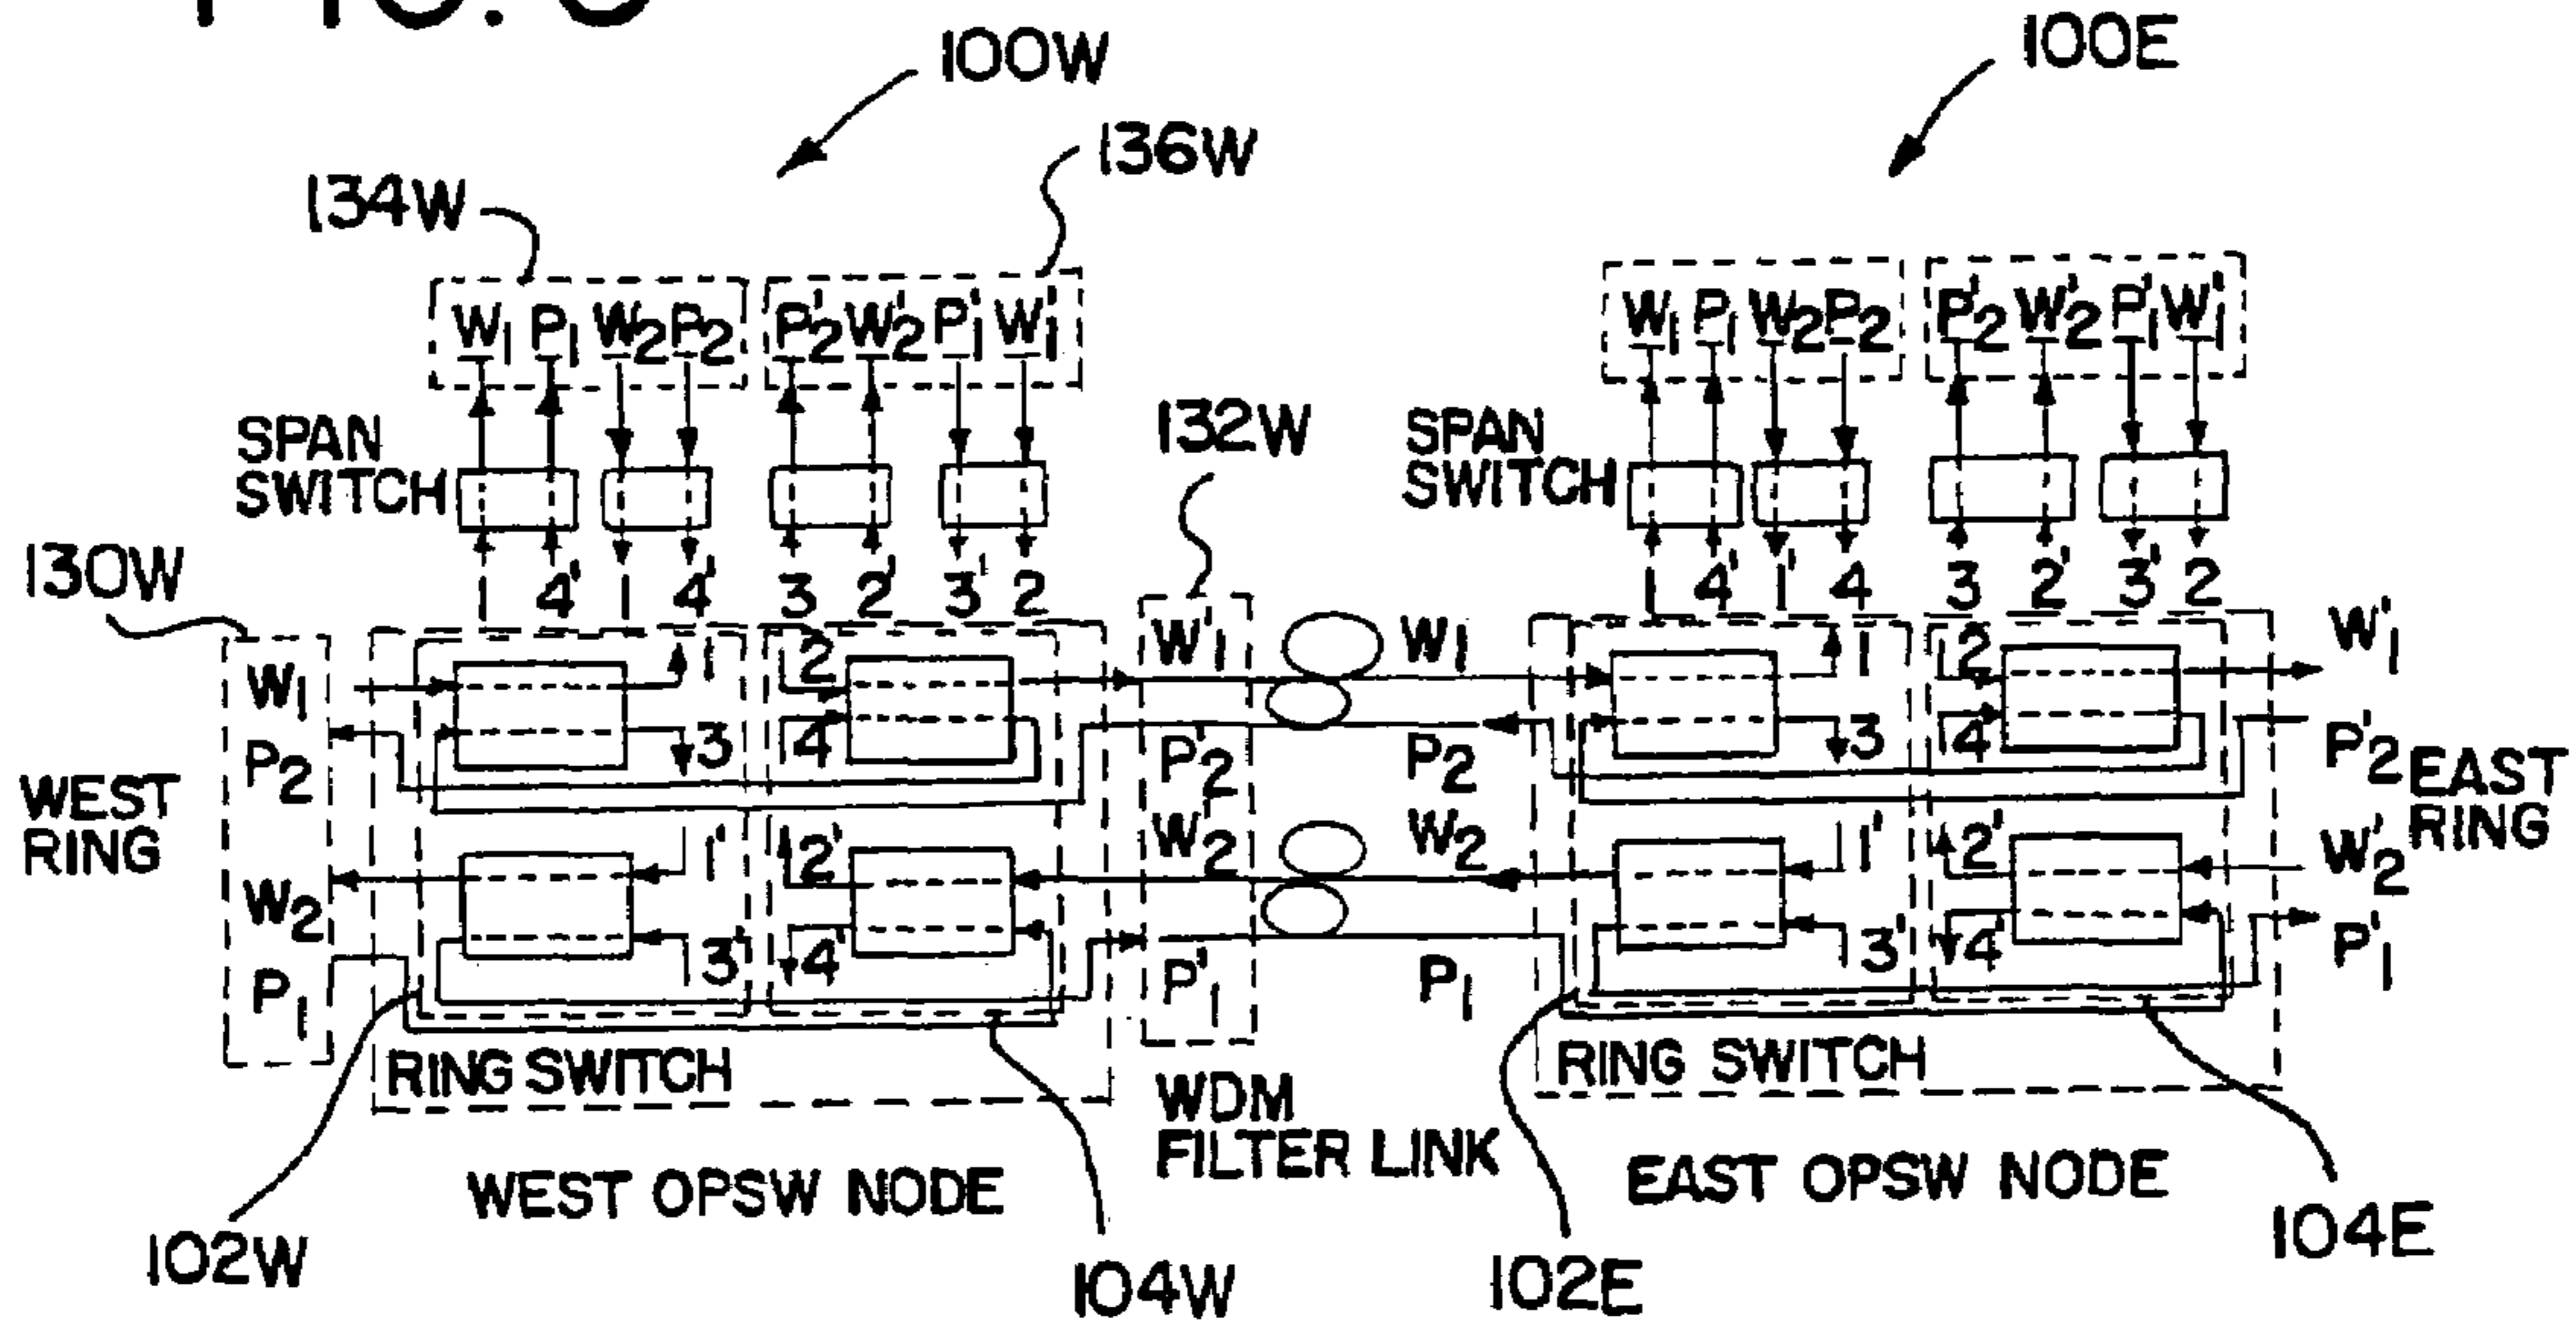 100W
100E
136W
134W
W1 P1 W2 P2 P'2 W'2 P'1 W'1
W1 P1 W2 P2 P'2 W'2 P'1 W'1
132W
SPAN
SWITCH
SPAN
SWITCH
130W
1 4' 1 4' 3 2' 3' 2
1 4' 1' 4 3 2' 3' 2
W1
1
2
W'1
W1
1
2
W'1
P2
3
4
P'2
P2
3
4
P'2
WEST
RING
EAST
RING
W2
1'
2'
W'2
W2
1'
2'
W'2
P1
3'
4'
P'1
P1
3'
4'
P'1
RING SWITCH
RING SWITCH
WDM
FILTER LINK
WEST OPSW NODE
EAST OPSW NODE
102W
104W
102E
104E